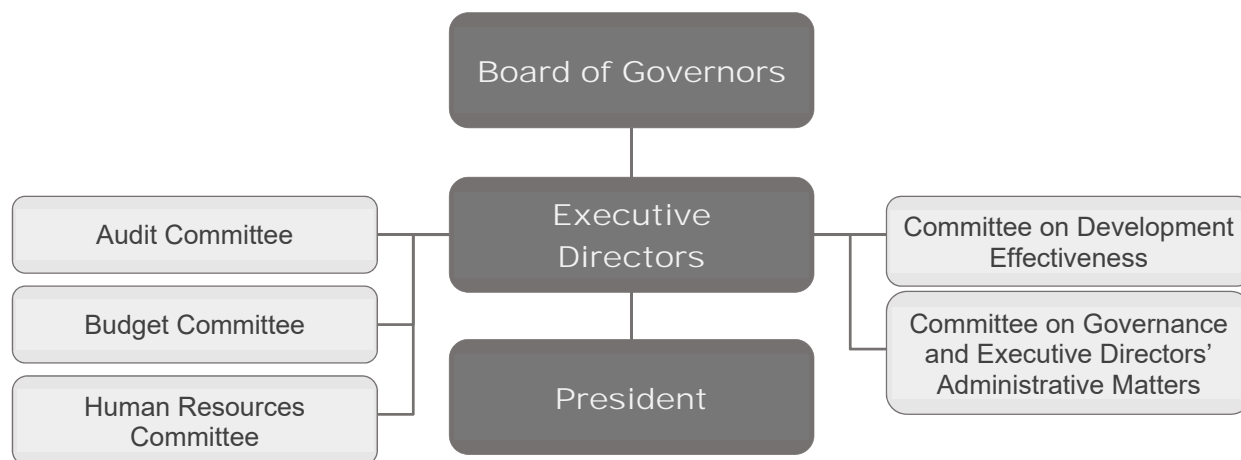 Board of Governors
Executive
Directors
President
Audit Committee
Budget Committee
Human Resources
Committee
Committee on Development
Effectiveness
Committee on Governance
and Executive Directors’
Administrative Matters